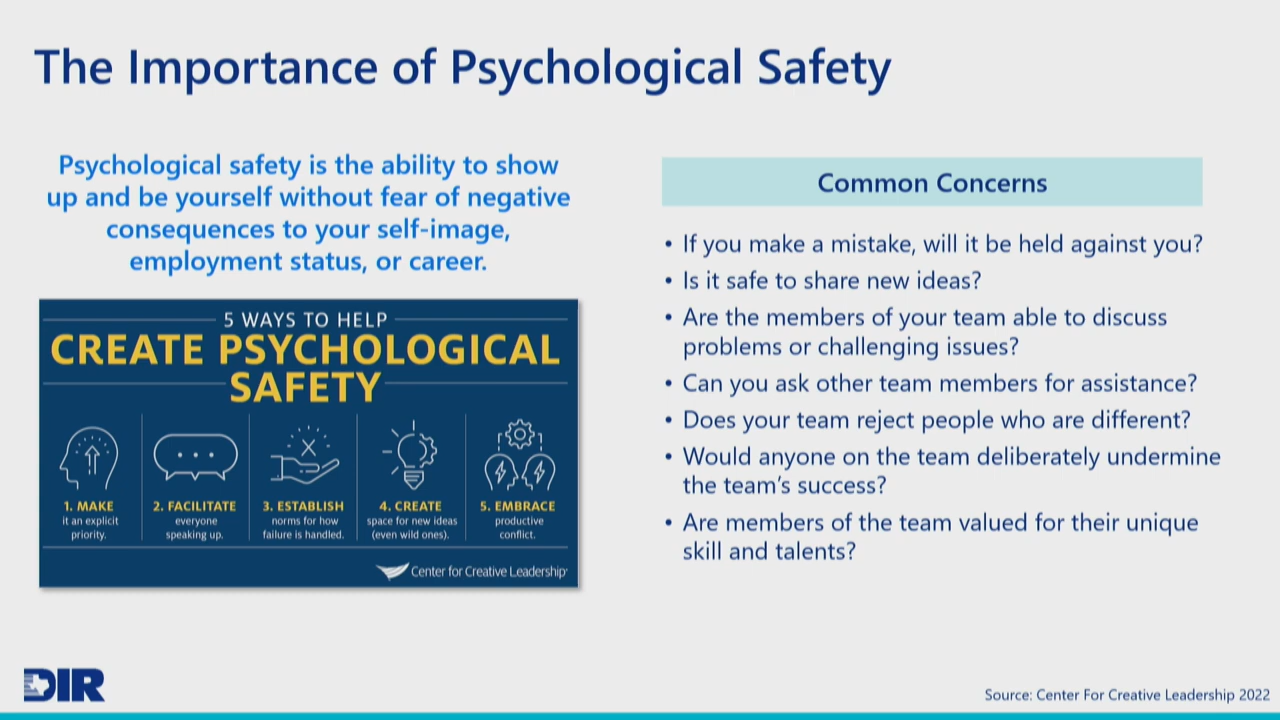 The Importance of Psychological Safety
Psychological safety is the ability to show
up and be yourself without fear of negative
consequences to your self-image,
employment status, or career.
5 WAYS TO HELP
CREATE PSYCHOLOGICAL
SAFETY
1. MAKE
it an explicit
priority.
2. FACILITATE
everyone
speaking up.
3. ESTABLISH
norms for how
failure is handled.
4. CREATE
space for new ideas
(even wild ones).
5. EMBRACE
productive
conflict.
Center for Creative Leadership
Common Concerns
• If you make a mistake, will it be held against you?
• Is it safe to share new ideas?
• Are the members of your team able to discuss
problems or challenging issues?
• Can you ask other team members for assistance?
• Does your team reject people who are different?
• Would anyone on the team deliberately undermine
the team's success?
• Are members of the team valued for their unique
skill and talents?
DIR
Source: Center For Creative Leadership 2022